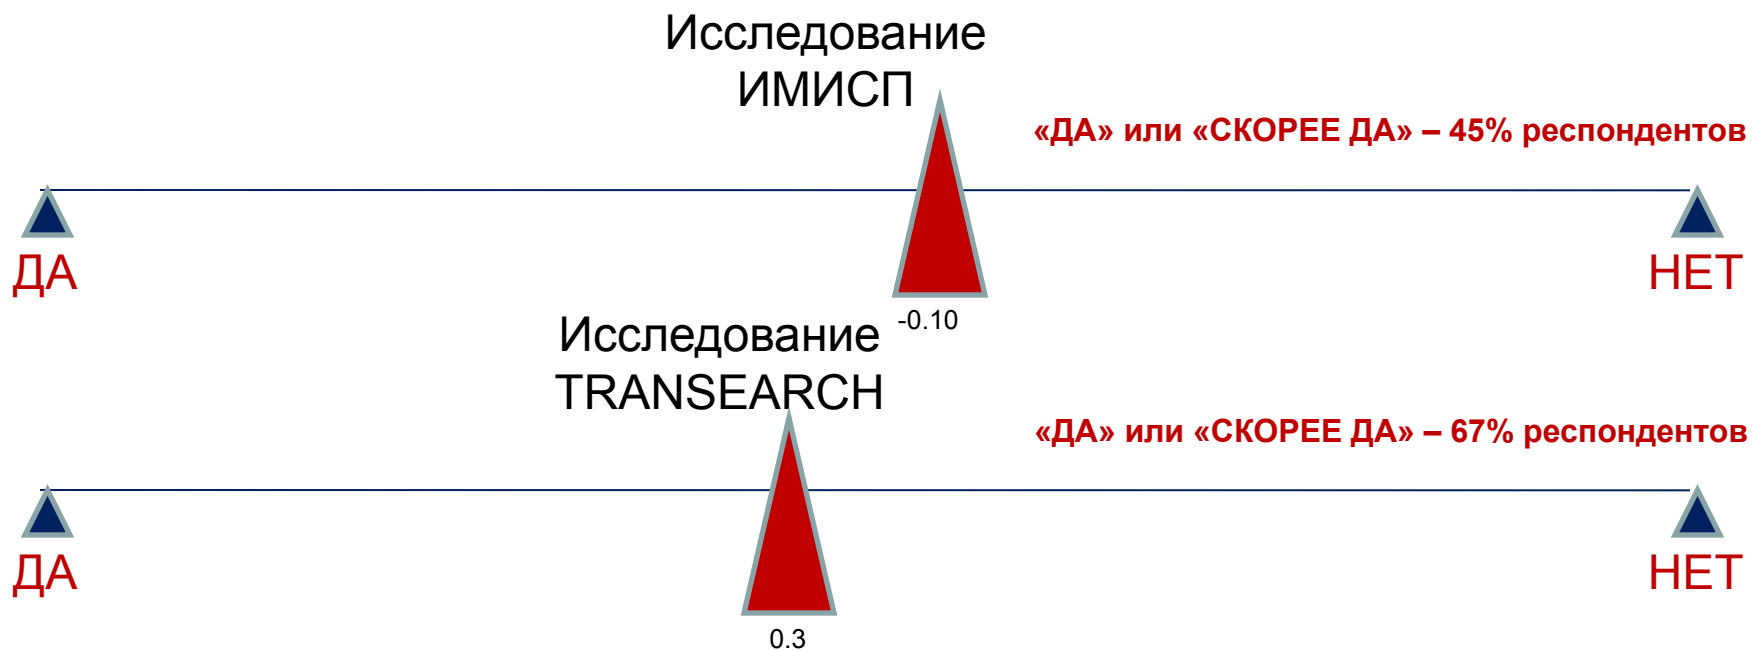 Исследование
ИМИСП
«ДА» или «СКОРЕЕ ДА» – 45% респондентов
ДА
НЕТ
-0.10
Исследование
TRANSEARCH
«ДА» или «СКОРЕЕ ДА» – 67% респондентов
ДА
НЕТ
0.3